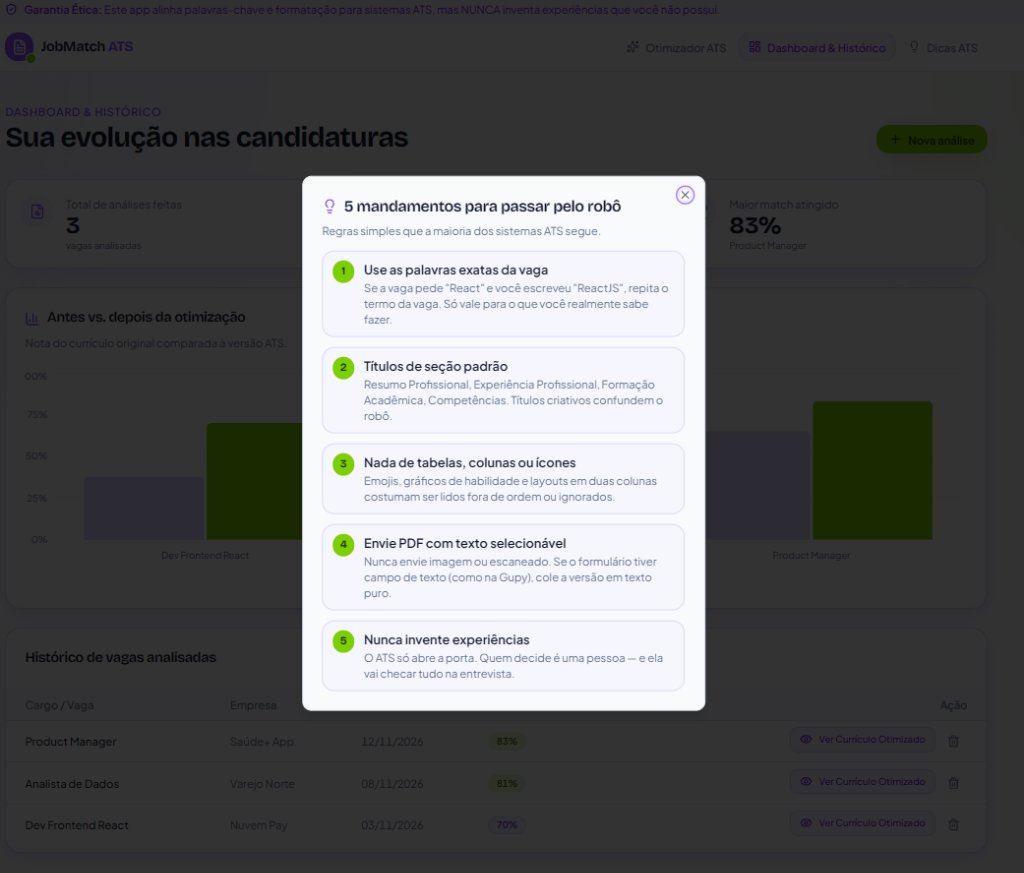 Garantia Ética: Este app alinha palavras-chave e formatação para sistemas ATS, mas NUNCA inventa experiências que você não possui.
JobMatch ATS
Otimizador ATS
Dashboard & Histórico
Dicas ATS
DASHBOARD & HISTÓRICO
Sua evolução nas candidaturas
+ Nova análise
Total de análises feitas
3
vagas analisadas
Maior match atingido
83%
Product Manager
Antes vs. depois da otimização
Nota do currículo original comparada à versão ATS.
00%
75%
50%
25%
0%
Dev Frontend React
Product Manager
5 mandamentos para passar pelo robô
Regras simples que a maioria dos sistemas ATS segue.
1
Use as palavras exatas da vaga
Se a vaga pede "React" e você escreveu "ReactJS", repita o
termo da vaga. Só vale para o que você realmente sabe
fazer.
2
Títulos de seção padrão
Resumo Profissional, Experiência Profissional, Formação
Acadêmica, Competências. Títulos criativos confundem o
robô.
3
Nada de tabelas, colunas ou ícones
Emojis, gráficos de habilidade e layouts em duas colunas
costumam ser lidos fora de ordem ou ignorados.
4
Envie PDF com texto selecionável
Nunca envie imagem ou escaneado. Se o formulário tiver
campo de texto (como na Gupy), cole a versão em texto
puro.
5
Nunca invente experiências
O ATS só abre a porta. Quem decide é uma pessoa — e ela
vai checar tudo na entrevista.
Histórico de vagas analisadas
Cargo / Vaga Empresa Ação
Product Manager Saúde+ App 12/11/2026 83% Ver Currículo Otimizado
Analista de Dados Varejo Norte 08/11/2026 81% Ver Currículo Otimizado
Dev Frontend React Nuvem Pay 03/11/2026 70% Ver Currículo Otimizado